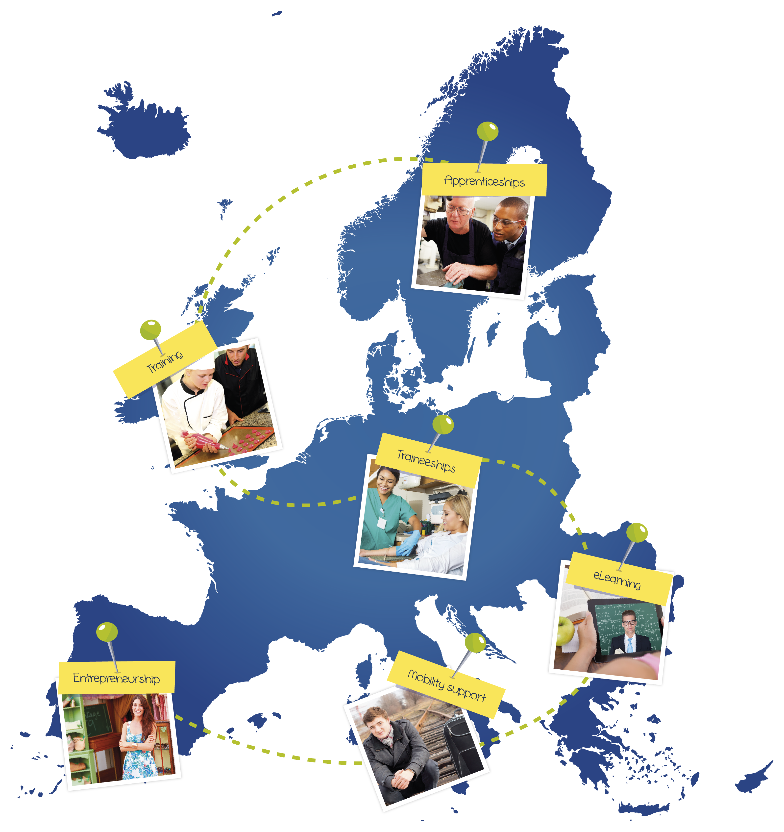 Apprenticeships
Training
Traineeships
eLearning
Mobility support
Entrepreneurship